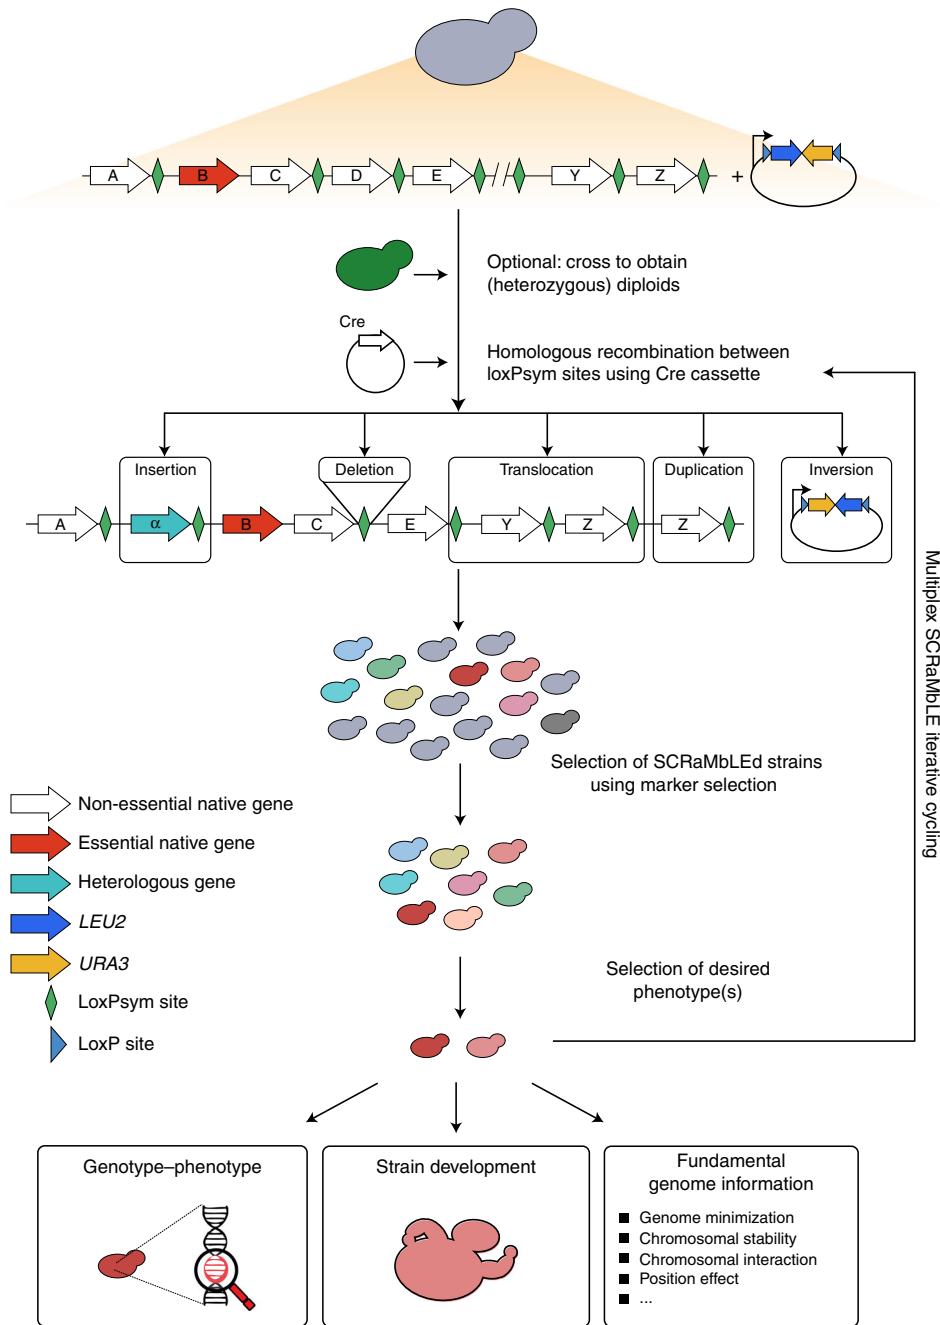 A B C D E Y Z +
Optional: cross to obtain
(heterozygous) diploids
Cre
Homologous recombination between
loxPsym sites using Cre cassette
Insertion Deletion Translocation Duplication Inversion
A α B C E Y Z Z
Multiplex SCRaMbLE iterative cycling
Selection of SCRaMbLEd strains
using marker selection
Non-essential native gene
Essential native gene
Heterologous gene
LEU2
URA3
LoxPsym site
LoxP site
Selection of desired
phenotype(s)
Genotype–phenotype
Strain development
Fundamental
genome information
Genome minimization
Chromosomal stability
Chromosomal interaction
Position effect
...